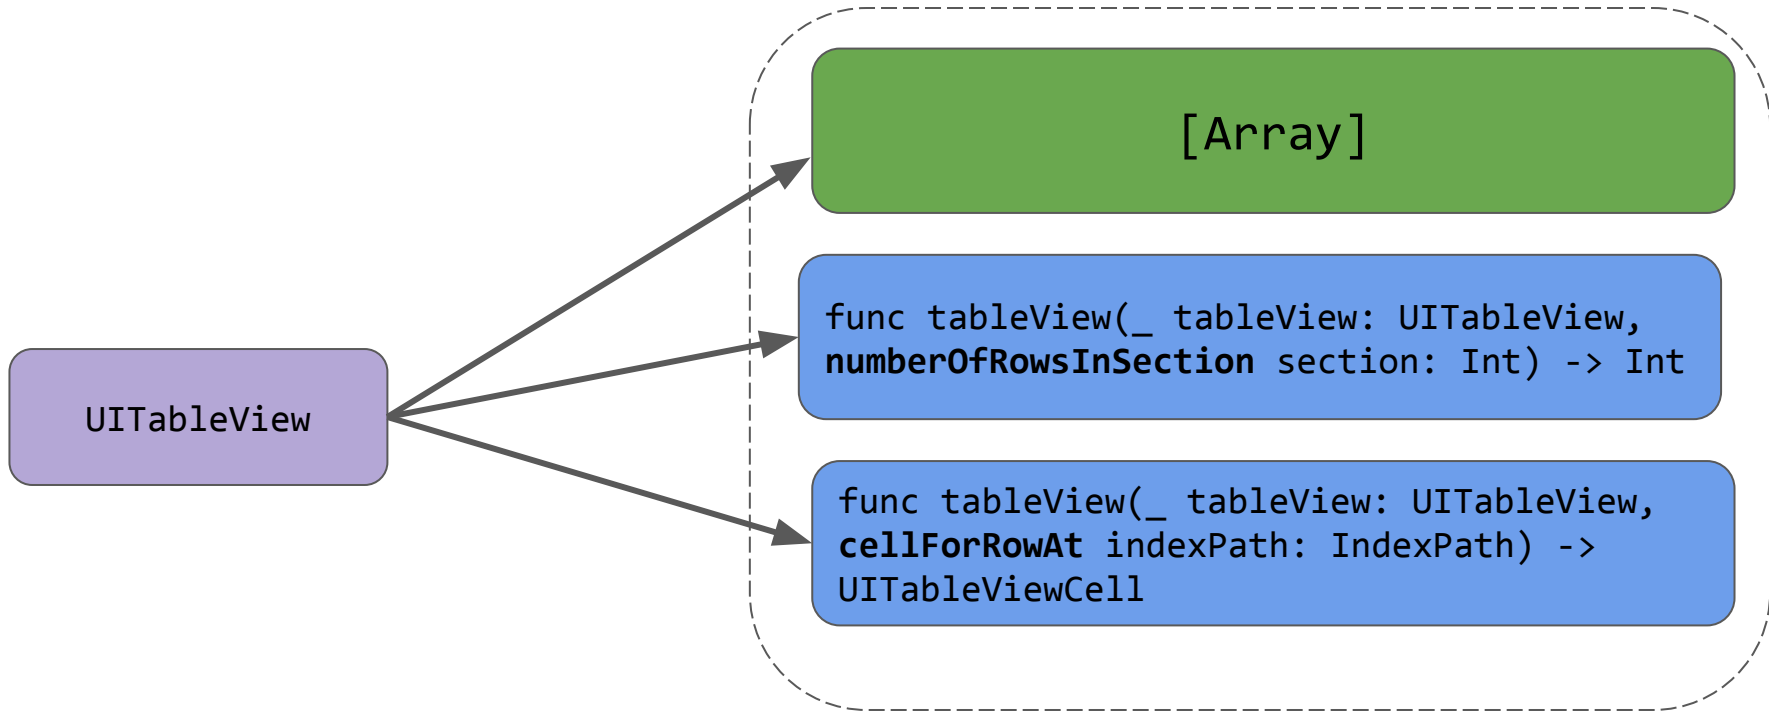 [Array]
func tableView(_ tableView: UITableView,
numberOfRowsInSection section: Int) -> Int
UITableView
func tableView(_ tableView: UITableView,
cellForRowAt indexPath: IndexPath) ->
UITableViewCell